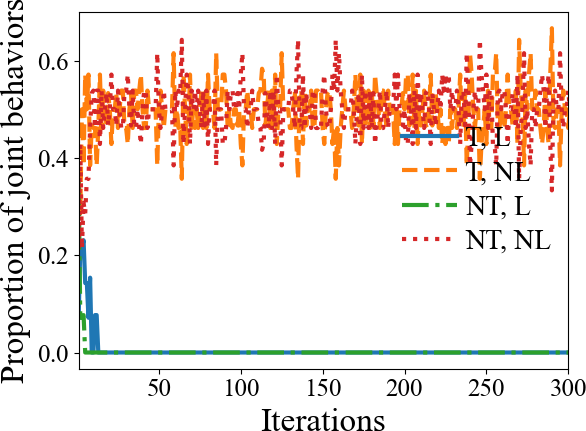 Proportion of joint behaviors
0.6
0.4
0.2
0.0
T, L
T, NL
NT, L
NT, NL
50 100 150 200 250 300
Iterations